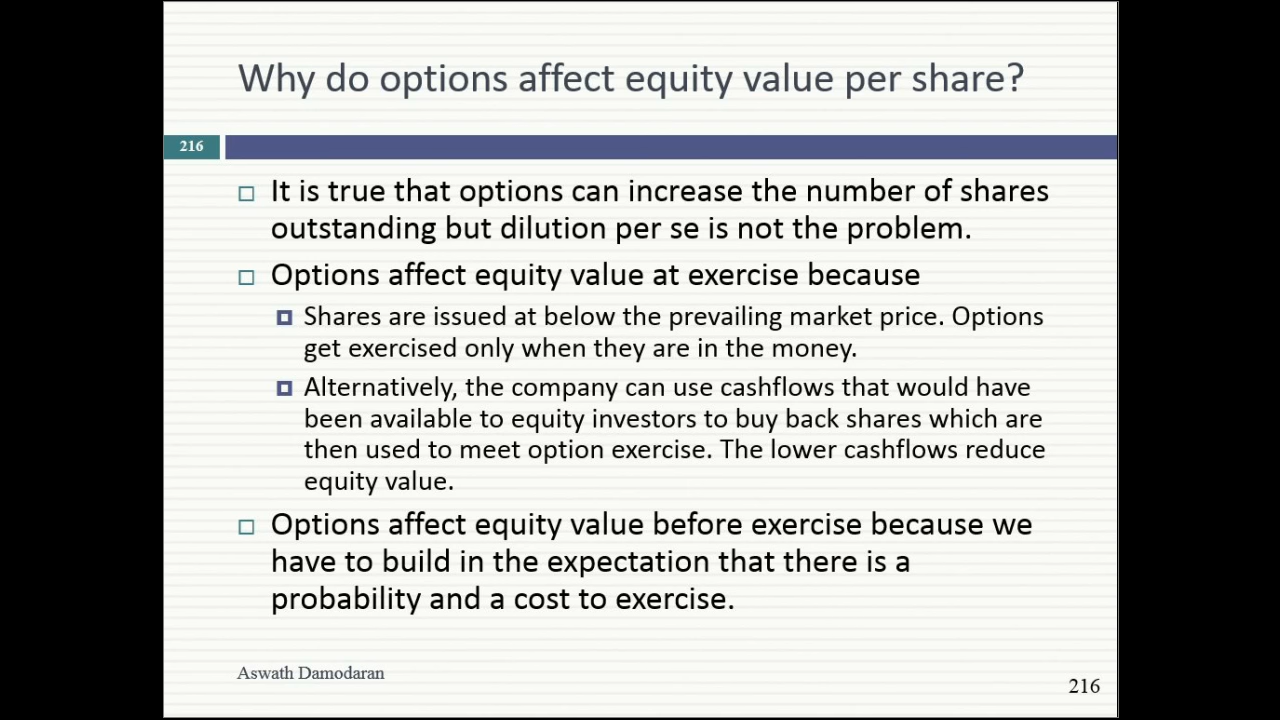 Why do options affect equity value per share?
216
It is true that options can increase the number of shares
outstanding but dilution per se is not the problem.
Options affect equity value at exercise because
Shares are issued at below the prevailing market price. Options
get exercised only when they are in the money.
Alternatively, the company can use cashflows that would have
been available to equity investors to buy back shares which are
then used to meet option exercise. The lower cashflows reduce
equity value.
Options affect equity value before exercise because we
have to build in the expectation that there is a
probability and a cost to exercise.
Aswath Damodaran
216